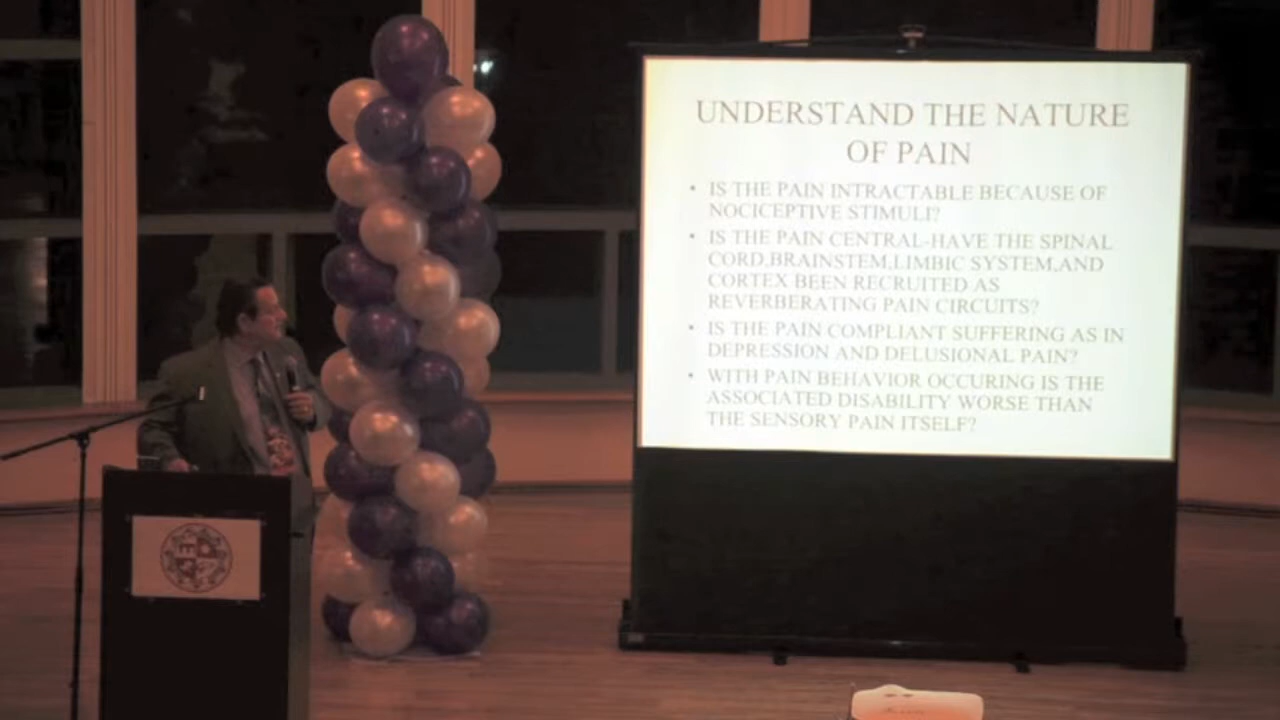 UNDERSTAND THE NATURE
OF PAIN
• IS THE PAIN INTRACTABLE BECAUSE OF
NOCICEPTIVE STIMULI?
• IS THE PAIN CENTRAL-HAVE THE SPINAL
CORD,BRAINSTEM,LIMBIC SYSTEM,AND
CORTEX BEEN RECRUITED AS
REVERBERATING PAIN CIRCUITS?
• IS THE PAIN COMPLIANT SUFFERING AS IN
DEPRESSION AND DELUSIONAL PAIN?
• WITH PAIN BEHAVIOR OCCURING IS THE
ASSOCIATED DISABILITY WORSE THAN
THE SENSORY PAIN ITSELF?